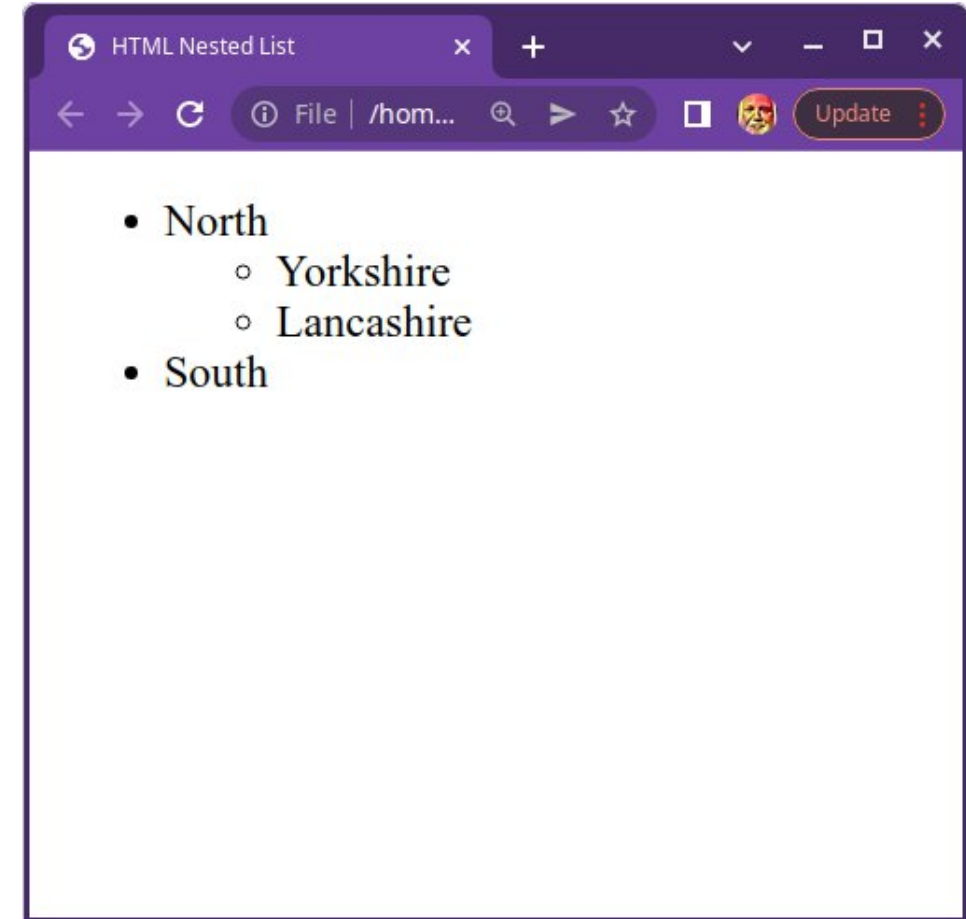 HTML Nested List
File /hom... Update
North
Yorkshire
Lancashire
South